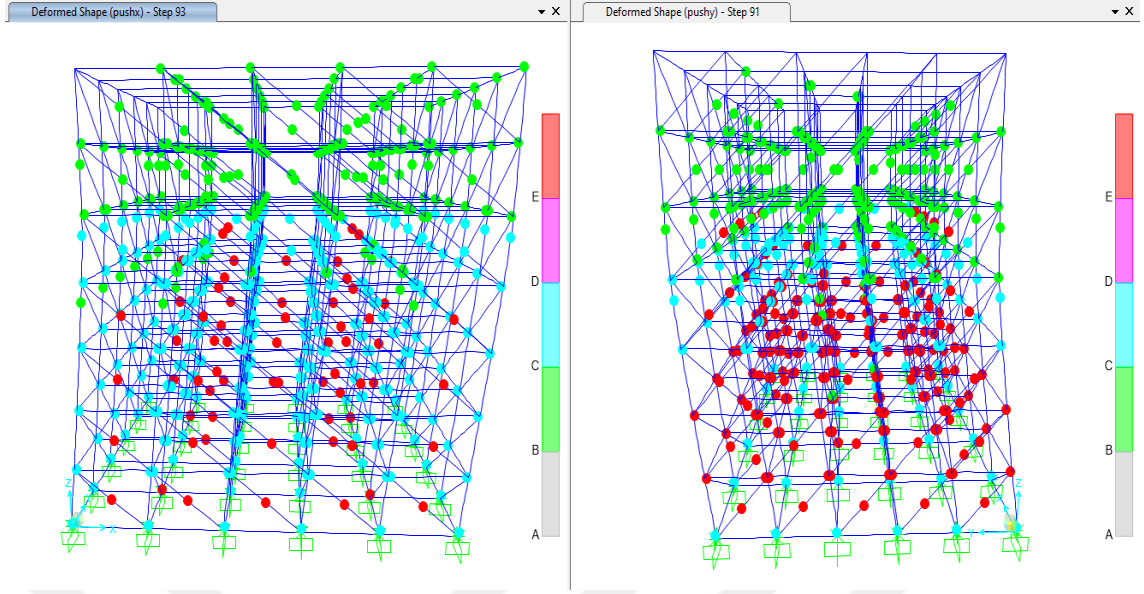 Deformed Shape (pushx) - Step 93
Deformed Shape (pushy) - Step 91
E
D
C
B
A
Z
X
E
D
C
B
A
Z